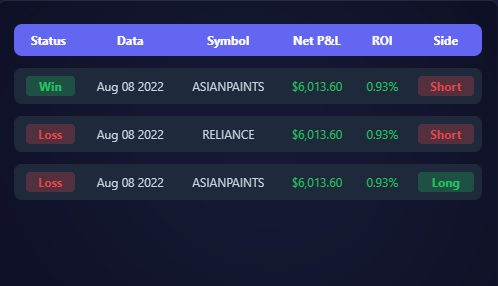 Status Data Symbol Net P&L ROI Side
Win Aug 08 2022 ASIANPAINTS $6,013.60 0.93% Short
Loss Aug 08 2022 RELIANCE $6,013.60 0.93% Short
Loss Aug 08 2022 ASIANPAINTS $6,013.60 0.93% Long